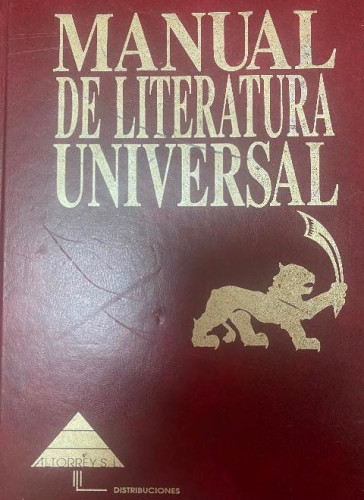 MANUAL
DE LITERATURA
UNIVERSAL
DISTRIBUCIONES